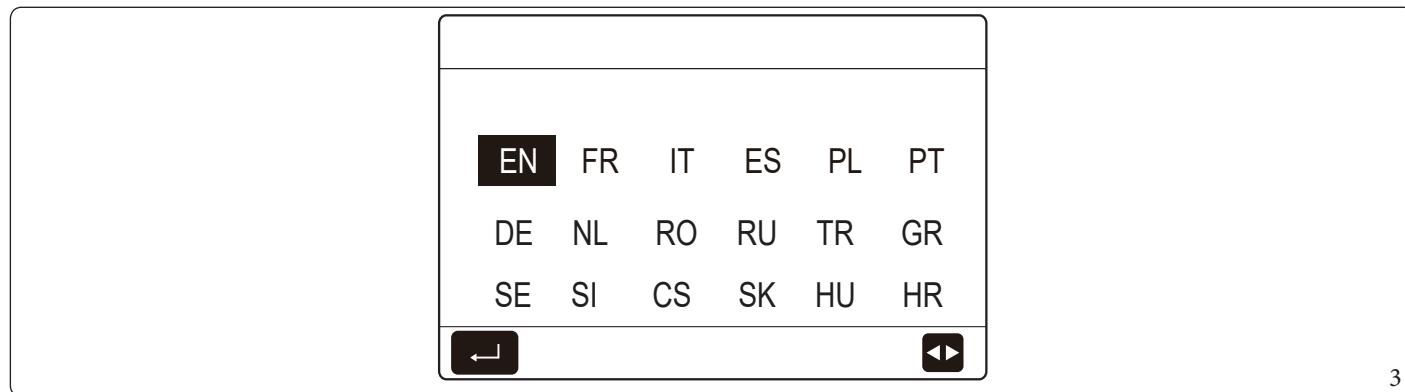 EN FR IT ES PL PT
DE NL RO RU TR GR
SE SI CS SK HU HR
3